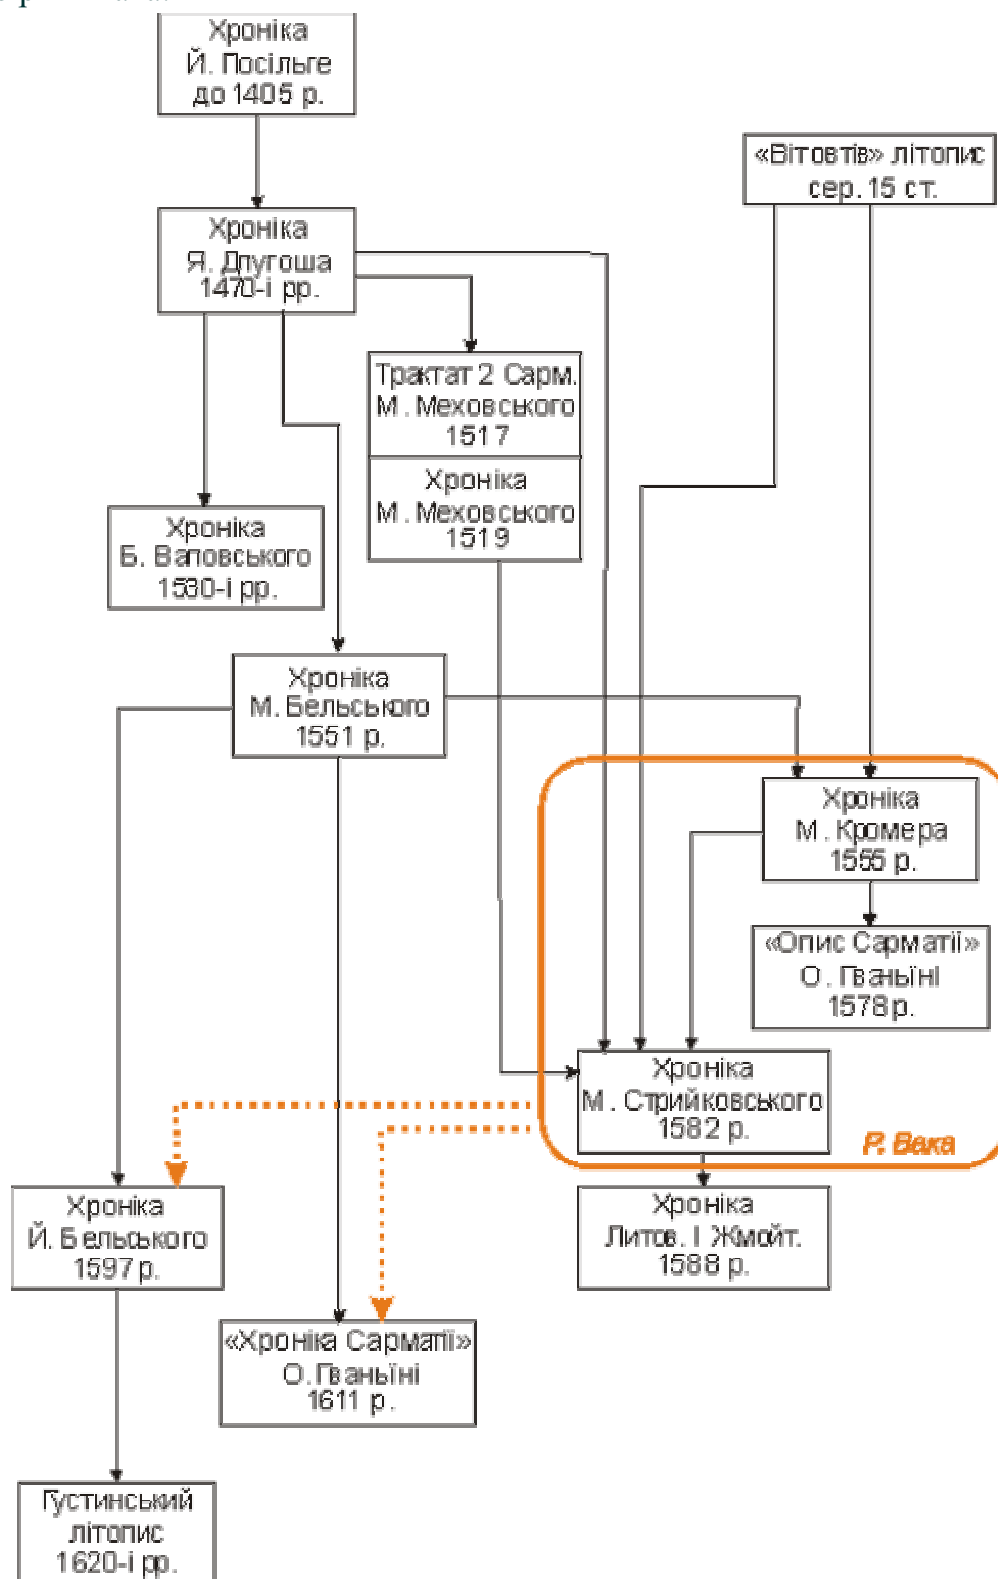 Хроніка
Й. Посільге
до 1405 р.
«Вітовтів» літопис
сер. 15 ст.
Хроніка
Я. Длугоша
1470-і рр.
Трактат 2 Сарм.
М. Меховського
1517
Хроніка
М. Меховського
1519
Хроніка
Б. Ваповського
1530-і рр.
Хроніка
М. Бельського
1551 р.
Хроніка
М. Кромера
1555 р.
«Опис Сарматії»
О. Гваньїні
1578 р.
Хроніка
М. Стрийковського
1582 р.
Р. Века
Хроніка
Литов. І Жмойт.
1588 р.
Хроніка
Й. Бельського
1597 р.
«Хроніка Сарматії»
О. Гваньїні
1611 р.
Густинський
літопис
1620-і рр.